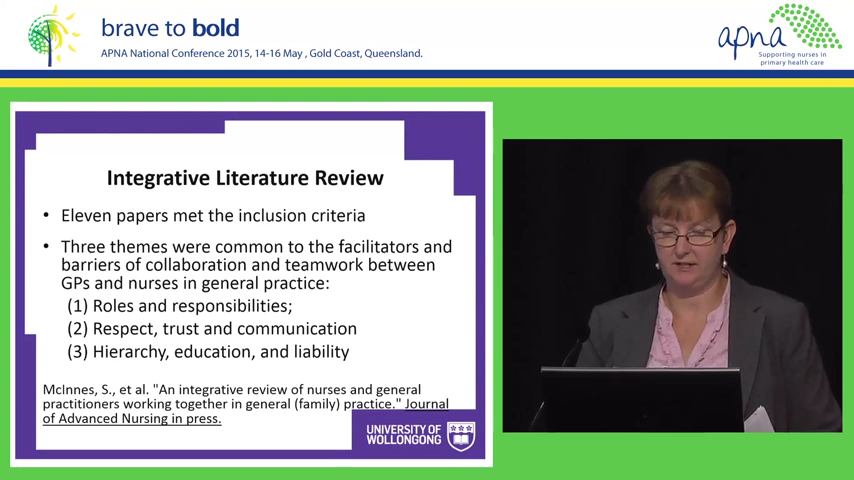 brave to bold
APNA National Conference 2015, 14-16 May , Gold Coast, Queensland.
apna
Supporting nurses in
primary health care
Integrative Literature Review
• Eleven papers met the inclusion criteria
• Three themes were common to the facilitators and
barriers of collaboration and teamwork between
GPs and nurses in general practice:
(1) Roles and responsibilities;
(2) Respect, trust and communication
(3) Hierarchy, education, and liability
McInnes, S., et al. "An integrative review of nurses and general
practitioners working together in general (family) practice." Journal
of Advanced Nursing in press.
UNIVERSITY OF
WOLLONGONG